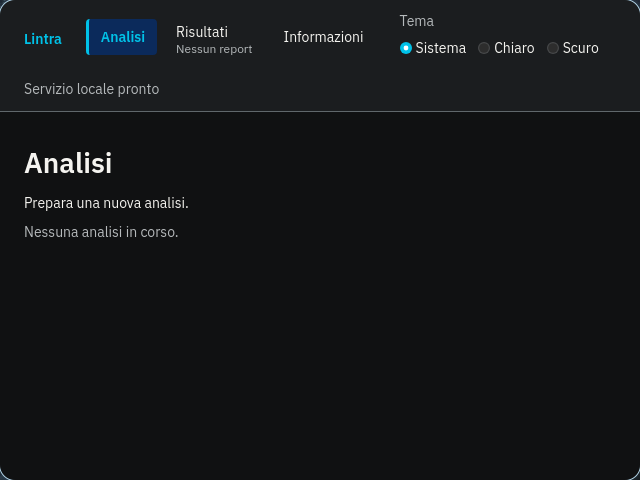 Lintra
Analisi
Risultati
Nessun report
Informazioni
Tema
Sistema
Chiaro
Scuro
Servizio locale pronto
Analisi
Prepara una nuova analisi.
Nessuna analisi in corso.